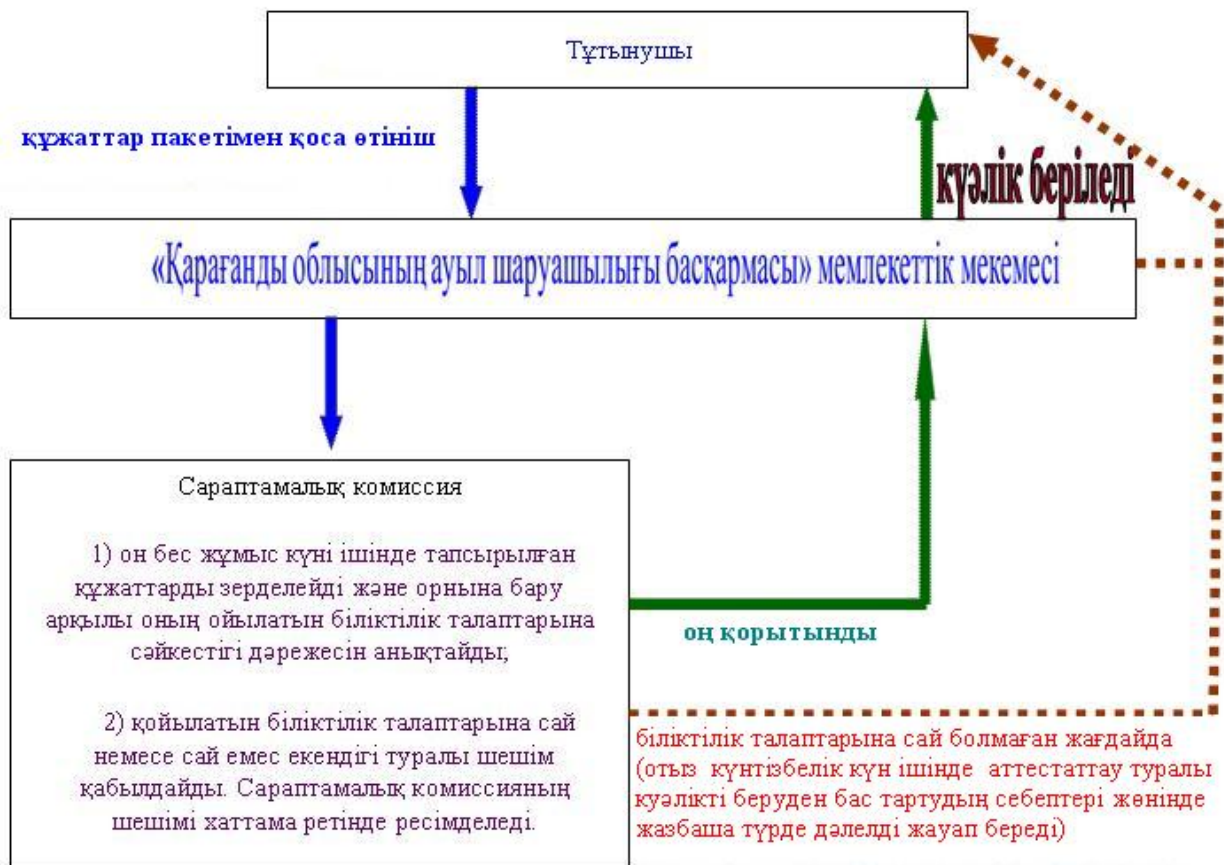 Тұтынушы
құжаттар пакетімен қоса өтініш
күәлік беріледі
«Қарағанды облысының ауыл шаруашылығы басқармасы» мемлекеттік мекемесі
Сараптамалық комиссия
1) он бес жұмыс күні ішінде тапсырылған
құжаттарды зерделейді және орнына бару
арқылы оның ойылатын біліктілік талаптарына
сәйкестігі дәрежесін анықтайды;
оң қорытынды
2) қойылатын біліктілік талаптарына сай
немесе сай емес екендігі туралы шешім
қабылдайды. Сараптамалық комиссияның
шешімі хаттама ретінде ресімделеді.
біліктілік талаптарына сай болмаған жағдайда
(отыз күнтізбелік күн ішінде аттестаттау туралы
куәлікті беруден бас тартудың себептері жөнінде
жазбаша түрде дәлелді жауап береді)